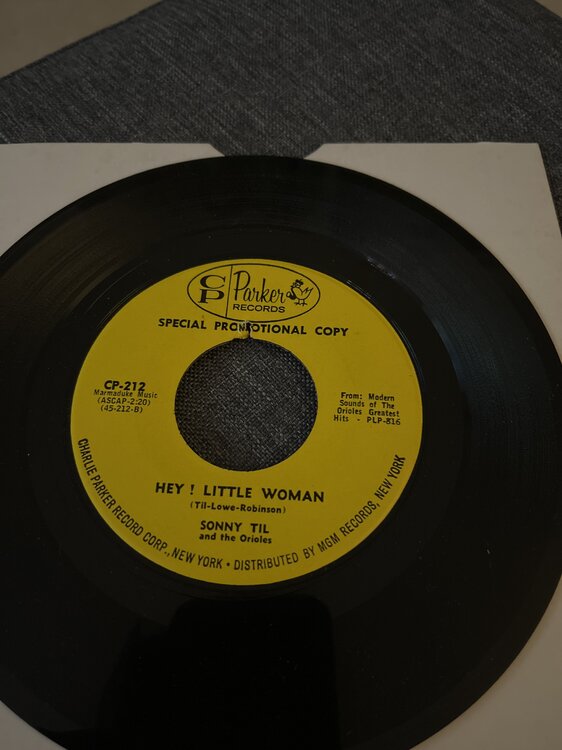 CP Parker
RECORDS
SPECIAL PROMOTIONAL COPY
CP-212
Marmaduke Music
(ASCAP-2:20)
(45-212-B)
From: Modern
Sounds of The
Orioles Greatest
Hits - PLP-816
HEY ! LITTLE WOMAN
(Til-Lowe-Robinson)
SONNY TIL
and the Orioles
CHARLIE PARKER RECORD CORP., NEW YORK • DISTRIBUTED BY MGM RECORDS, NEW YORK